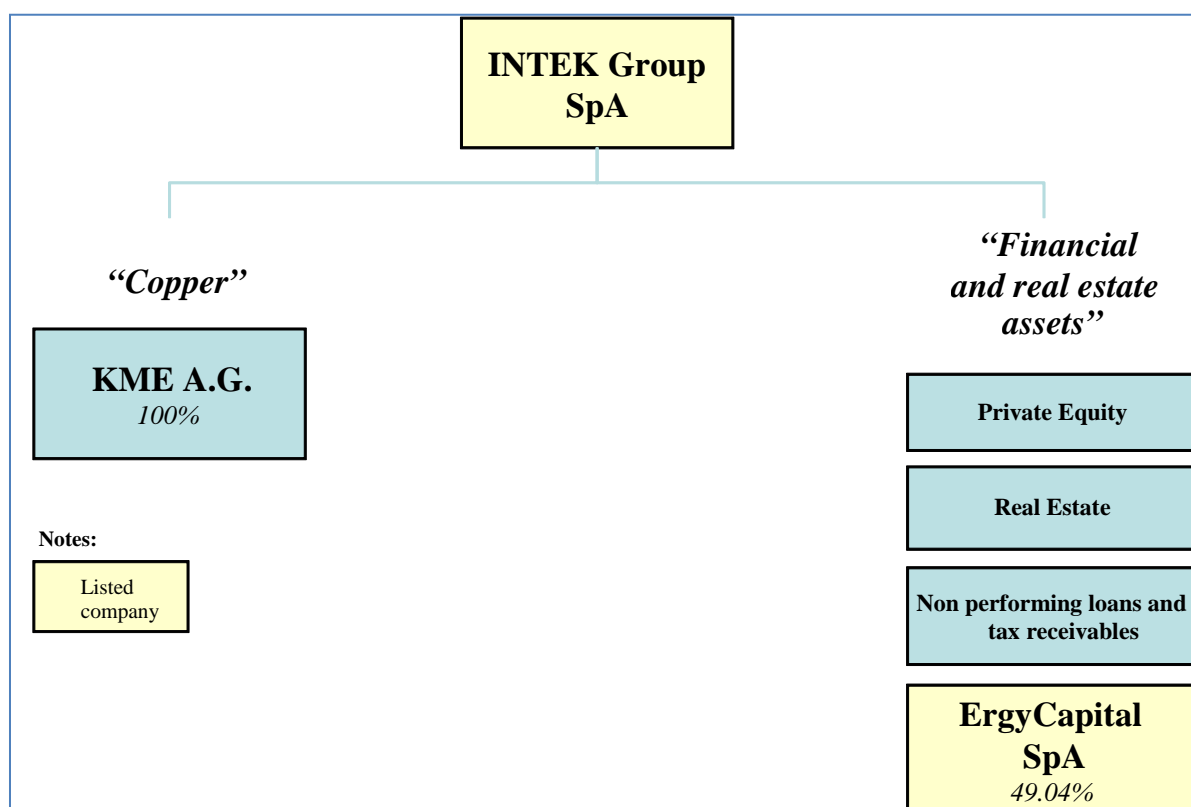 INTEK Group
SpA
“Copper”
KME A.G.
100%
Notes:
Listed
company
“Financial
and real estate
assets”
Private Equity
Real Estate
Non performing loans and
tax receivables
ErgyCapital
SpA
49.04%